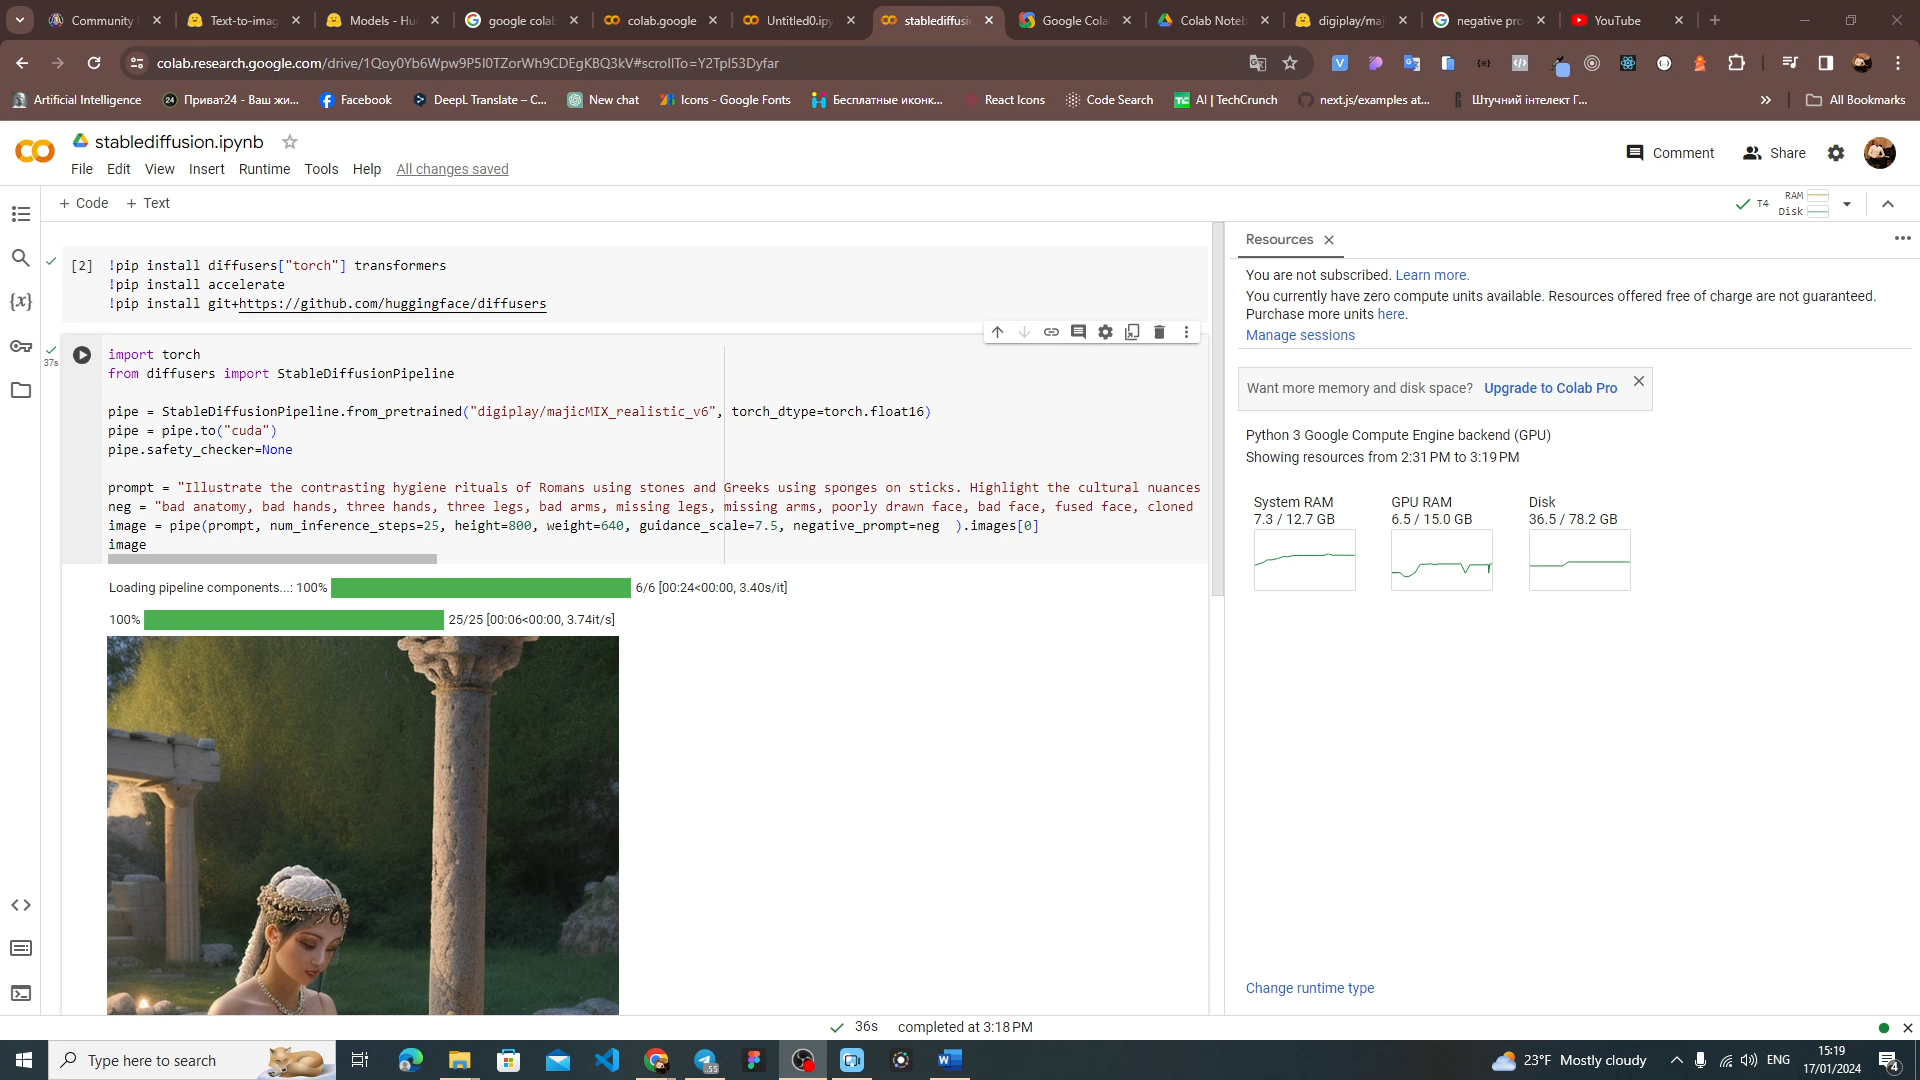 Community
Text-to-imag
Models - Hu
google colab
colab.google
Untitled0.ipy
stablediffusi
Google Cola
Colab Noteb
digiplay/maj
negative pro
YouTube
colab.research.google.com/drive/1Qoy0Yb6Wpw9P5I0TZorWh9CDEgKBQ3kV#scrollTo=Y2TpI53Dyfar
Artificial Intelligence
24 Приват24 - Ваш жи...
Facebook
DeepL Translate – С...
New chat
Icons - Google Fonts
Бесплатные иконк...
React Icons
Code Search
AI | TechCrunch
next.js/examples at...
Штучний інтелект Г...
All Bookmarks
stablediffusion.ipynb
File Edit View Insert Runtime Tools Help All changes saved
Comment
Share
+ Code + Text
T4
RAM
Disk
[2]
!pip install diffusers["torch"] transformers
!pip install accelerate
!pip install git+https://github.com/huggingface/diffusers
37s
import torch
from diffusers import StableDiffusionPipeline
pipe = StableDiffusionPipeline.from_pretrained("digiplay/majicMIX_realistic_v6", torch_dtype=torch.float16)
pipe = pipe.to("cuda")
pipe.safety_checker=None
prompt = "Illustrate the contrasting hygiene rituals of Romans using stones and Greeks using sponges on sticks. Highlight the cultural nuances
neg = "bad anatomy, bad hands, three hands, three legs, bad arms, missing legs, missing arms, poorly drawn face, bad face, fused face, cloned
image = pipe(prompt, num_inference_steps=25, height=800, weight=640, guidance_scale=7.5, negative_prompt=neg ).images[0]
image
Loading pipeline components...: 100% 6/6 [00:24<00:00, 3.40s/it]
100% 25/25 [00:06<00:00, 3.74it/s]
Resources
You are not subscribed. Learn more.
You currently have zero compute units available. Resources offered free of charge are not guaranteed.
Purchase more units here.
Manage sessions
Want more memory and disk space? Upgrade to Colab Pro
Python 3 Google Compute Engine backend (GPU)
Showing resources from 2:31 PM to 3:19 PM
System RAM
7.3 / 12.7 GB
GPU RAM
6.5 / 15.0 GB
Disk
36.5 / 78.2 GB
Change runtime type
36s completed at 3:18 PM
Type here to search
55
23°F Mostly cloudy
ENG
15:19
17/01/2024
4